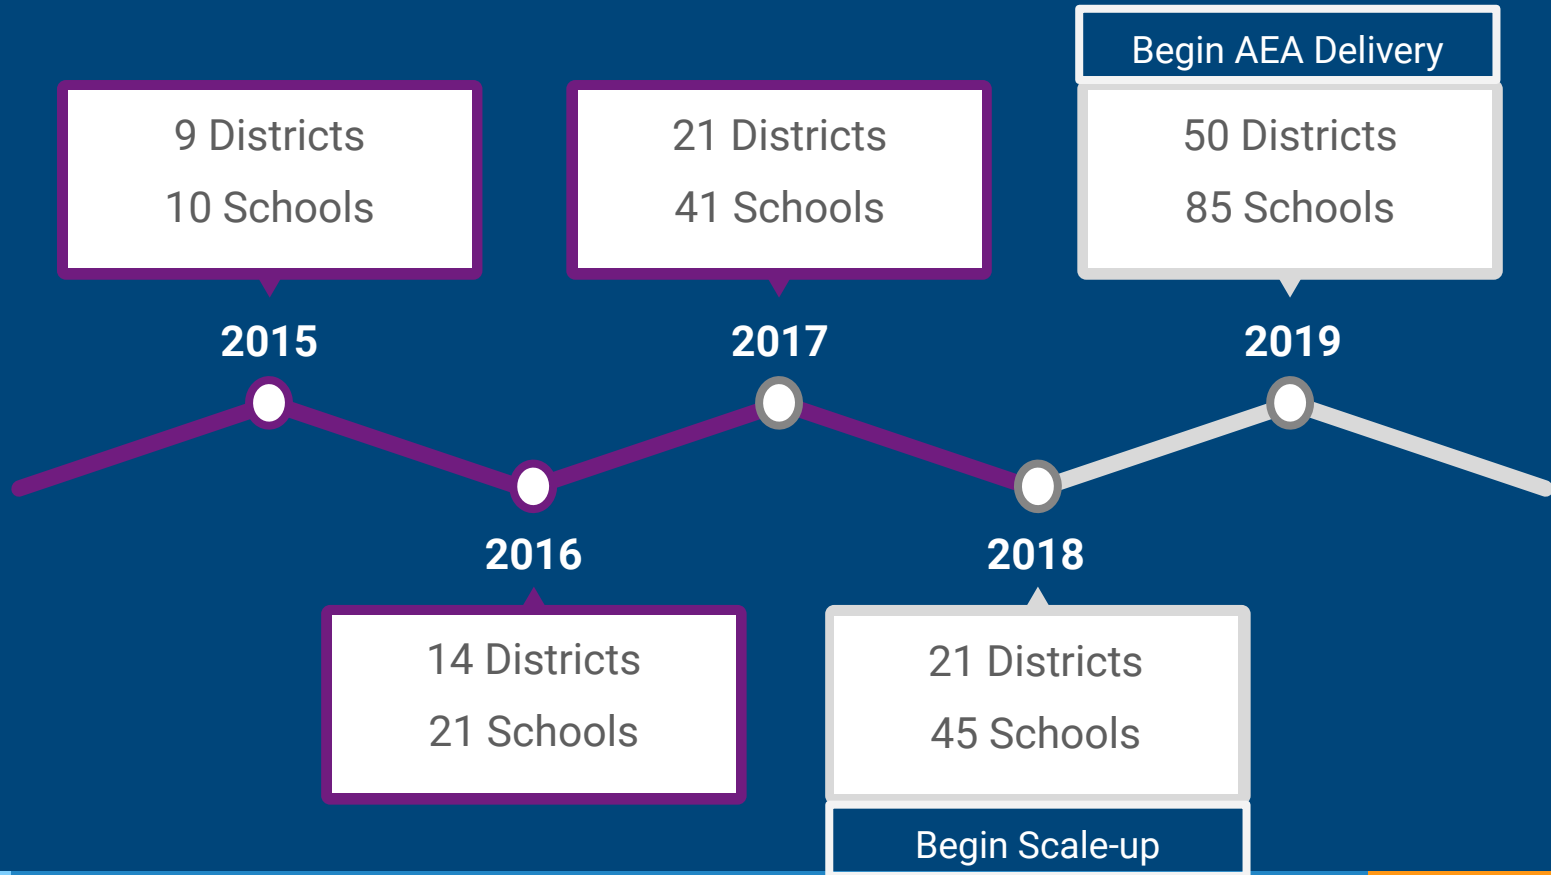 Begin AEA Delivery
9 Districts
10 Schools
21 Districts
41 Schools
50 Districts
85 Schools
2015
2017
2019
2016
2018
14 Districts
21 Schools
21 Districts
45 Schools
Begin Scale-up